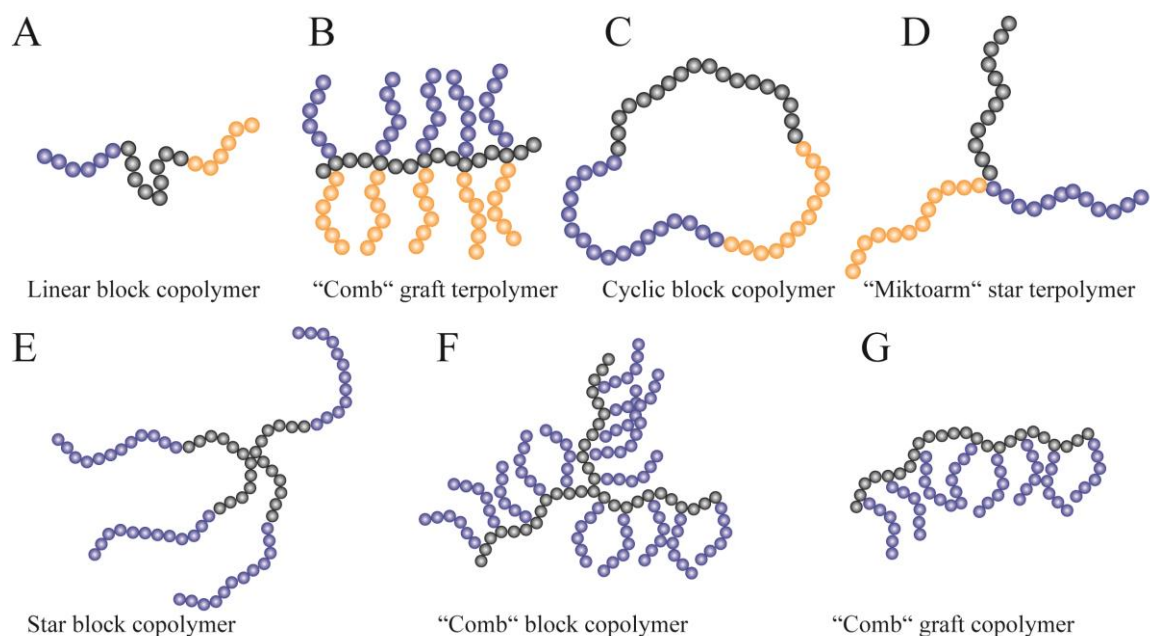 A
B
C
D
Linear block copolymer
“Comb“ graft terpolymer
Cyclic block copolymer
“Miktoarm“ star terpolymer
E
F
G
Star block copolymer
“Comb“ block copolymer
“Comb“ graft copolymer